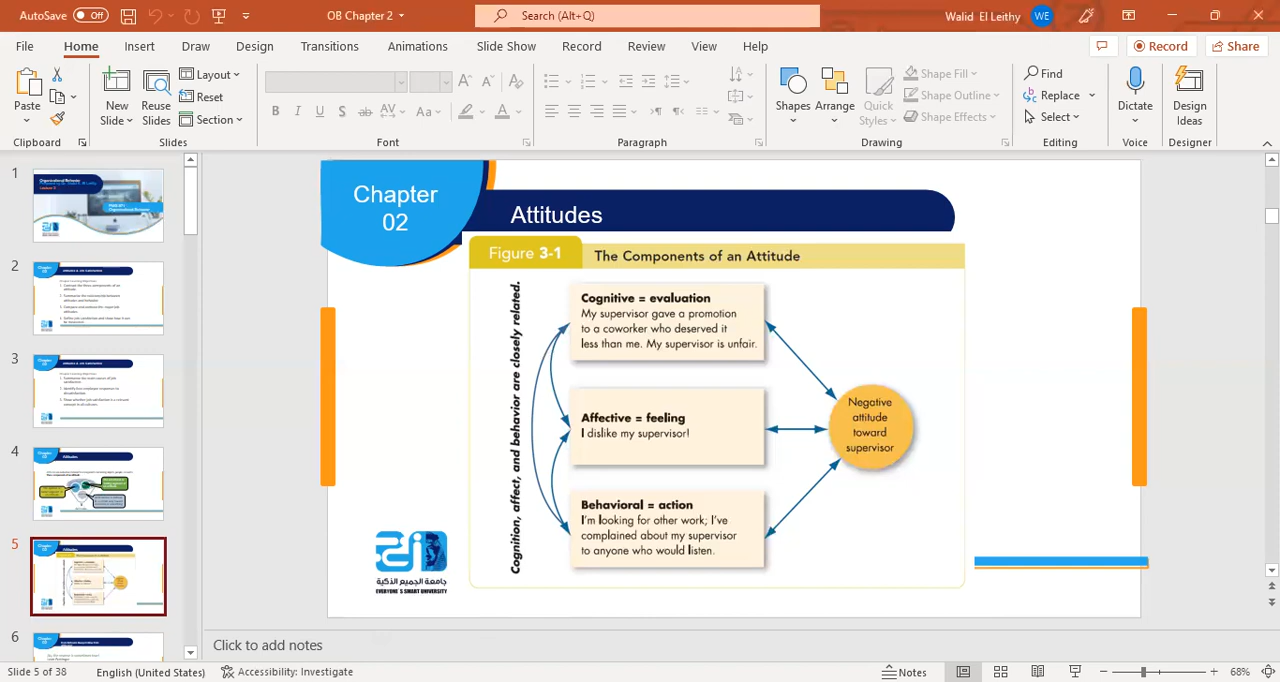 AutoSave Off
OB Chapter 2
Search (Alt+Q)
Walid El Leithy WE
File Home Insert Draw Design Transitions Animations Slide Show Record Review View Help Record Share
Paste
Clipboard
New Slide
Reuse Slides
Layout
Reset
Section
Slides
Font
Paragraph
Shapes Arrange Quick Styles
Shape Fill
Shape Outline
Shape Effects
Drawing
Find
Replace
Select
Editing
Dictate
Voice
Design Ideas
Designer
1
2
3
4
5
6
Chapter
02
Attitudes
Figure 3-1 The Components of an Attitude
Cognition, affect, and behavior are closely related.
Cognitive = evaluation
My supervisor gave a promotion
to a coworker who deserved it
less than me. My supervisor is unfair.
Affective = feeling
I dislike my supervisor!
Behavioral = action
I'm looking for other work; I've
complained about my supervisor
to anyone who would listen.
Negative
attitude
toward
supervisor
جامعة الجميع الذكية
EVERYONE'S SMART UNIVERSITY
Click to add notes
Slide 5 of 38 English (United States) Accessibility: Investigate Notes 68%